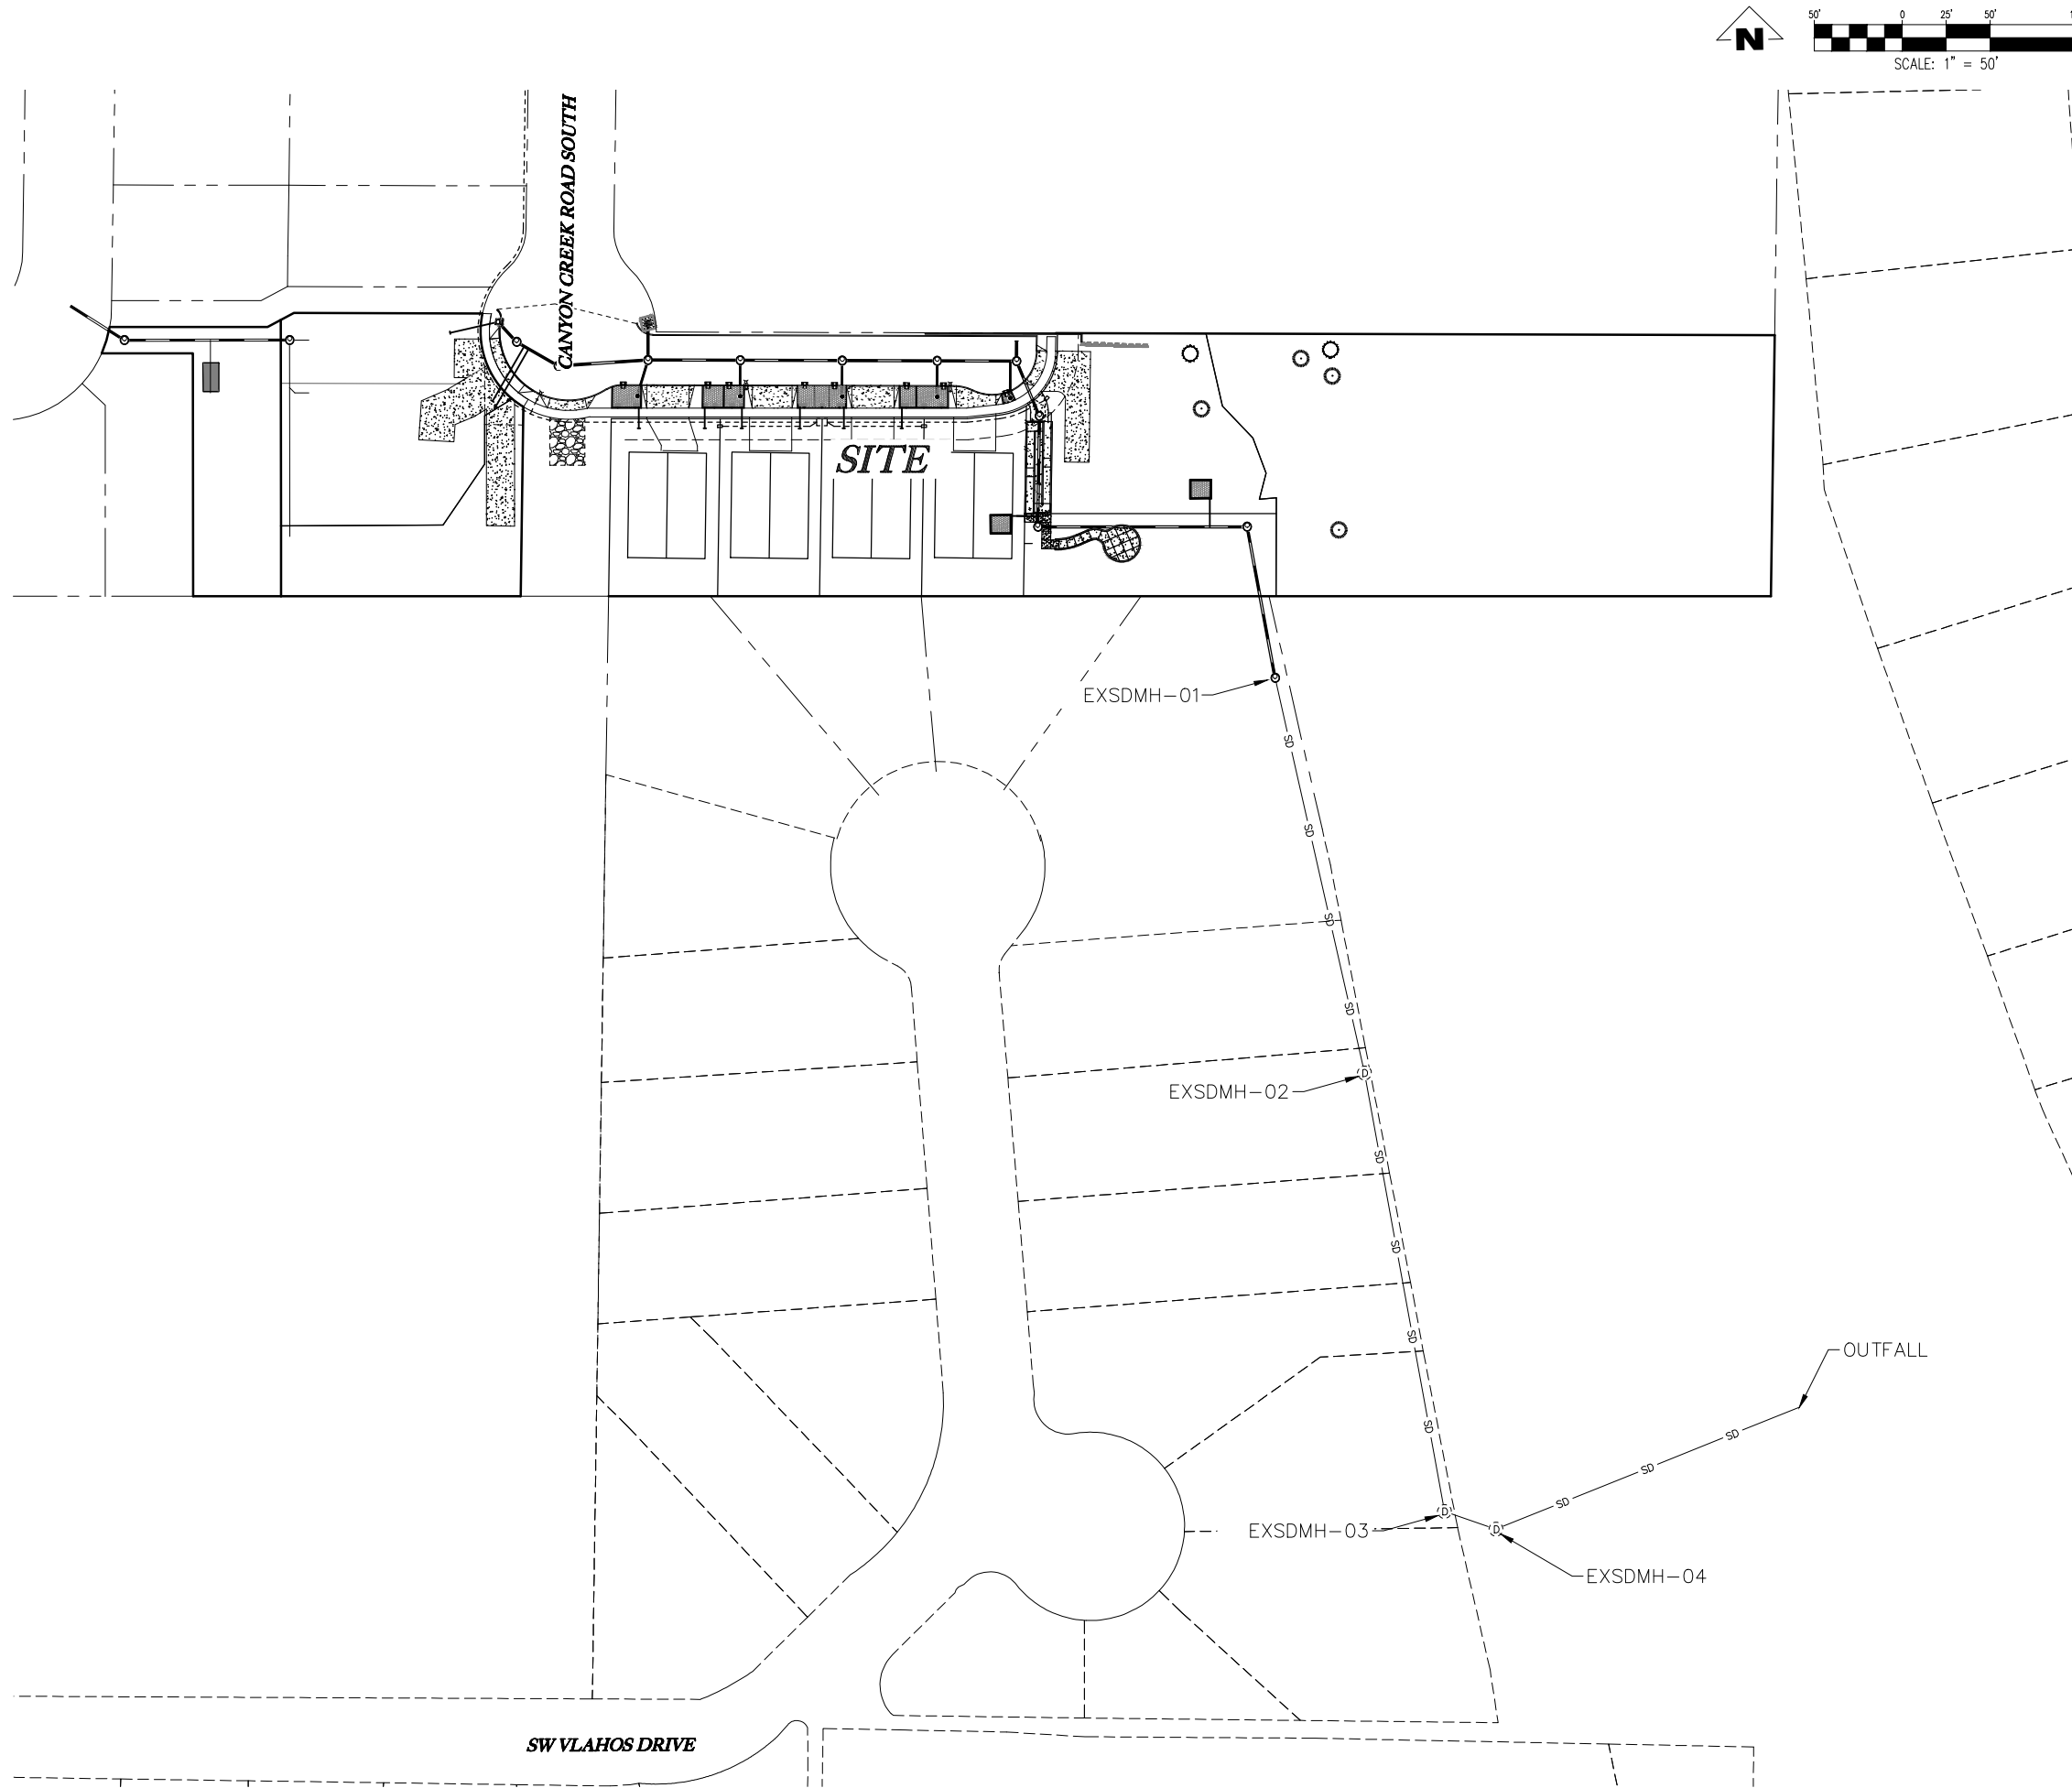 50' 0 25' 50'
N
SCALE: 1" = 50'
CANYON CREEK ROAD SOUTH
SITE
EXSDMH-01
SD
SD
SD
SD
EXSDMH-02
D
SD
SD
SD
OUTFALL
SD
SD
SD
SD
EXSDMH-03
D
D
EXSDMH-04
SW VLAHOS DRIVE